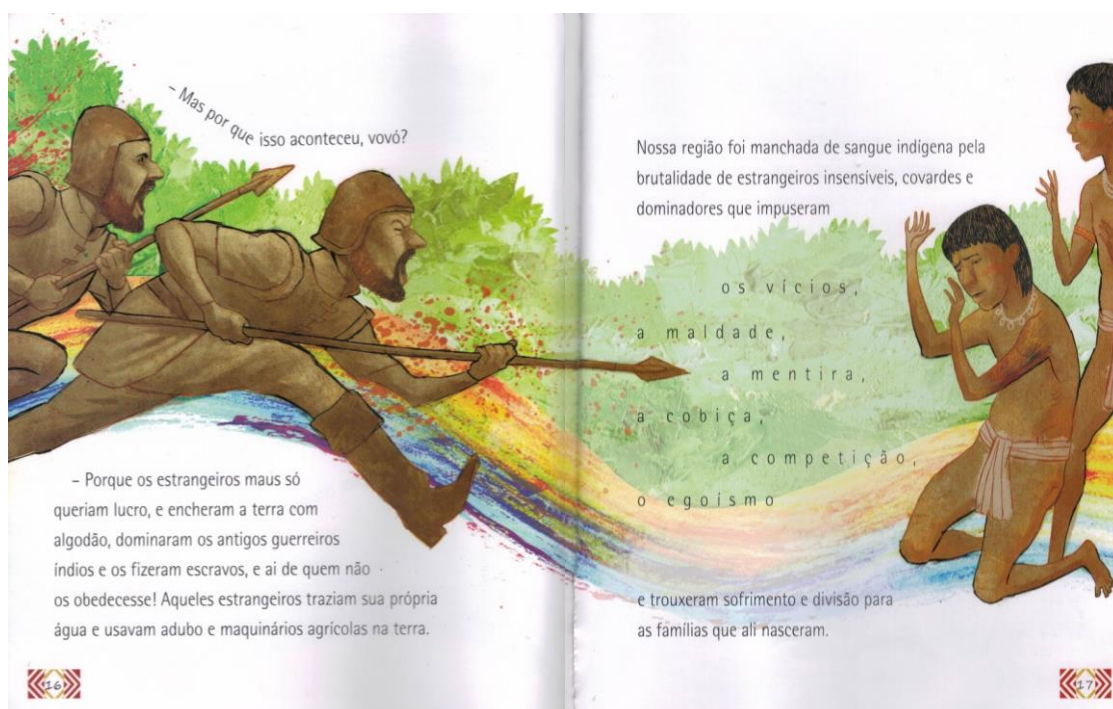 – Mas por que isso aconteceu, vovó?
– Porque os estrangeiros maus só
queriam lucro, e encheram a terra com
algodão, dominaram os antigos guerreiros
índios e os fizeram escravos, e ai de quem não
os obedecesse! Aqueles estrangeiros traziam sua própria
água e usavam adubo e maquinários agrícolas na terra.
16
Nossa região foi manchada de sangue indígena pela
brutalidade de estrangeiros insensíveis, covardes e
dominadores que impuseram
os vícios,
a maldade,
a mentira,
a cobiça,
a competição,
o egoísmo
e trouxeram sofrimento e divisão para
as famílias que ali nasceram.
17